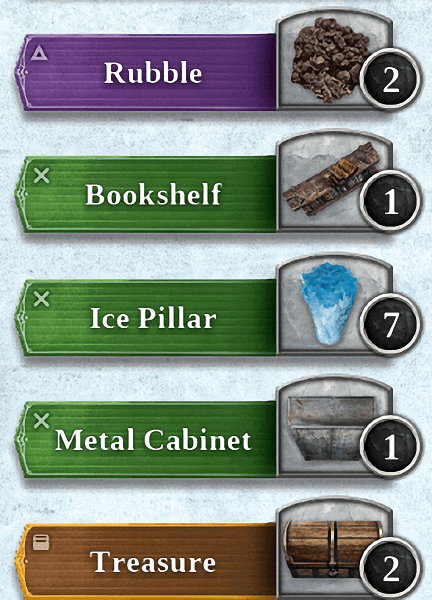 Rubble
2
Bookshelf
1
Ice Pillar
7
Metal Cabinet
1
Treasure
2